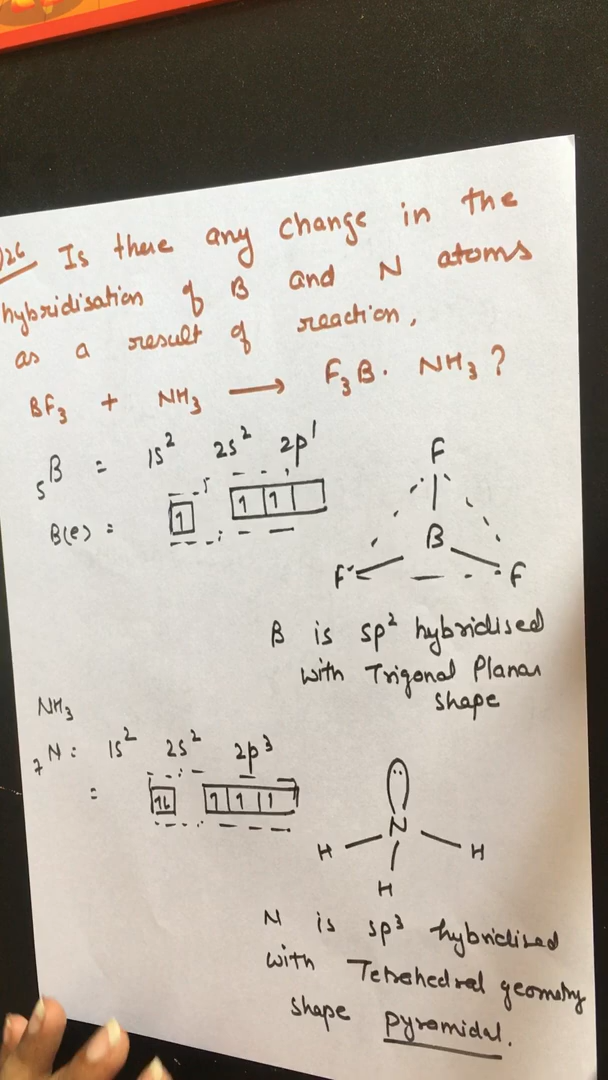 Q26 Is there any change in the
hybridisation of B and N atoms
as a result of reaction,
BF₃ + NH₃ ⟶ F₃B. NH₃ ?
₅B = 1s² 2s² 2p¹
B(e) = 1 1 1
F
B
F F
B is sp² hybridised
with Trigonal Planar
shape
NH₃
₇N: 1s² 2s² 2p³
= 1L 1 1 1
N
H H
H
N is sp³ hybridised
with Tetrahedral geometry
shape pyramidal.